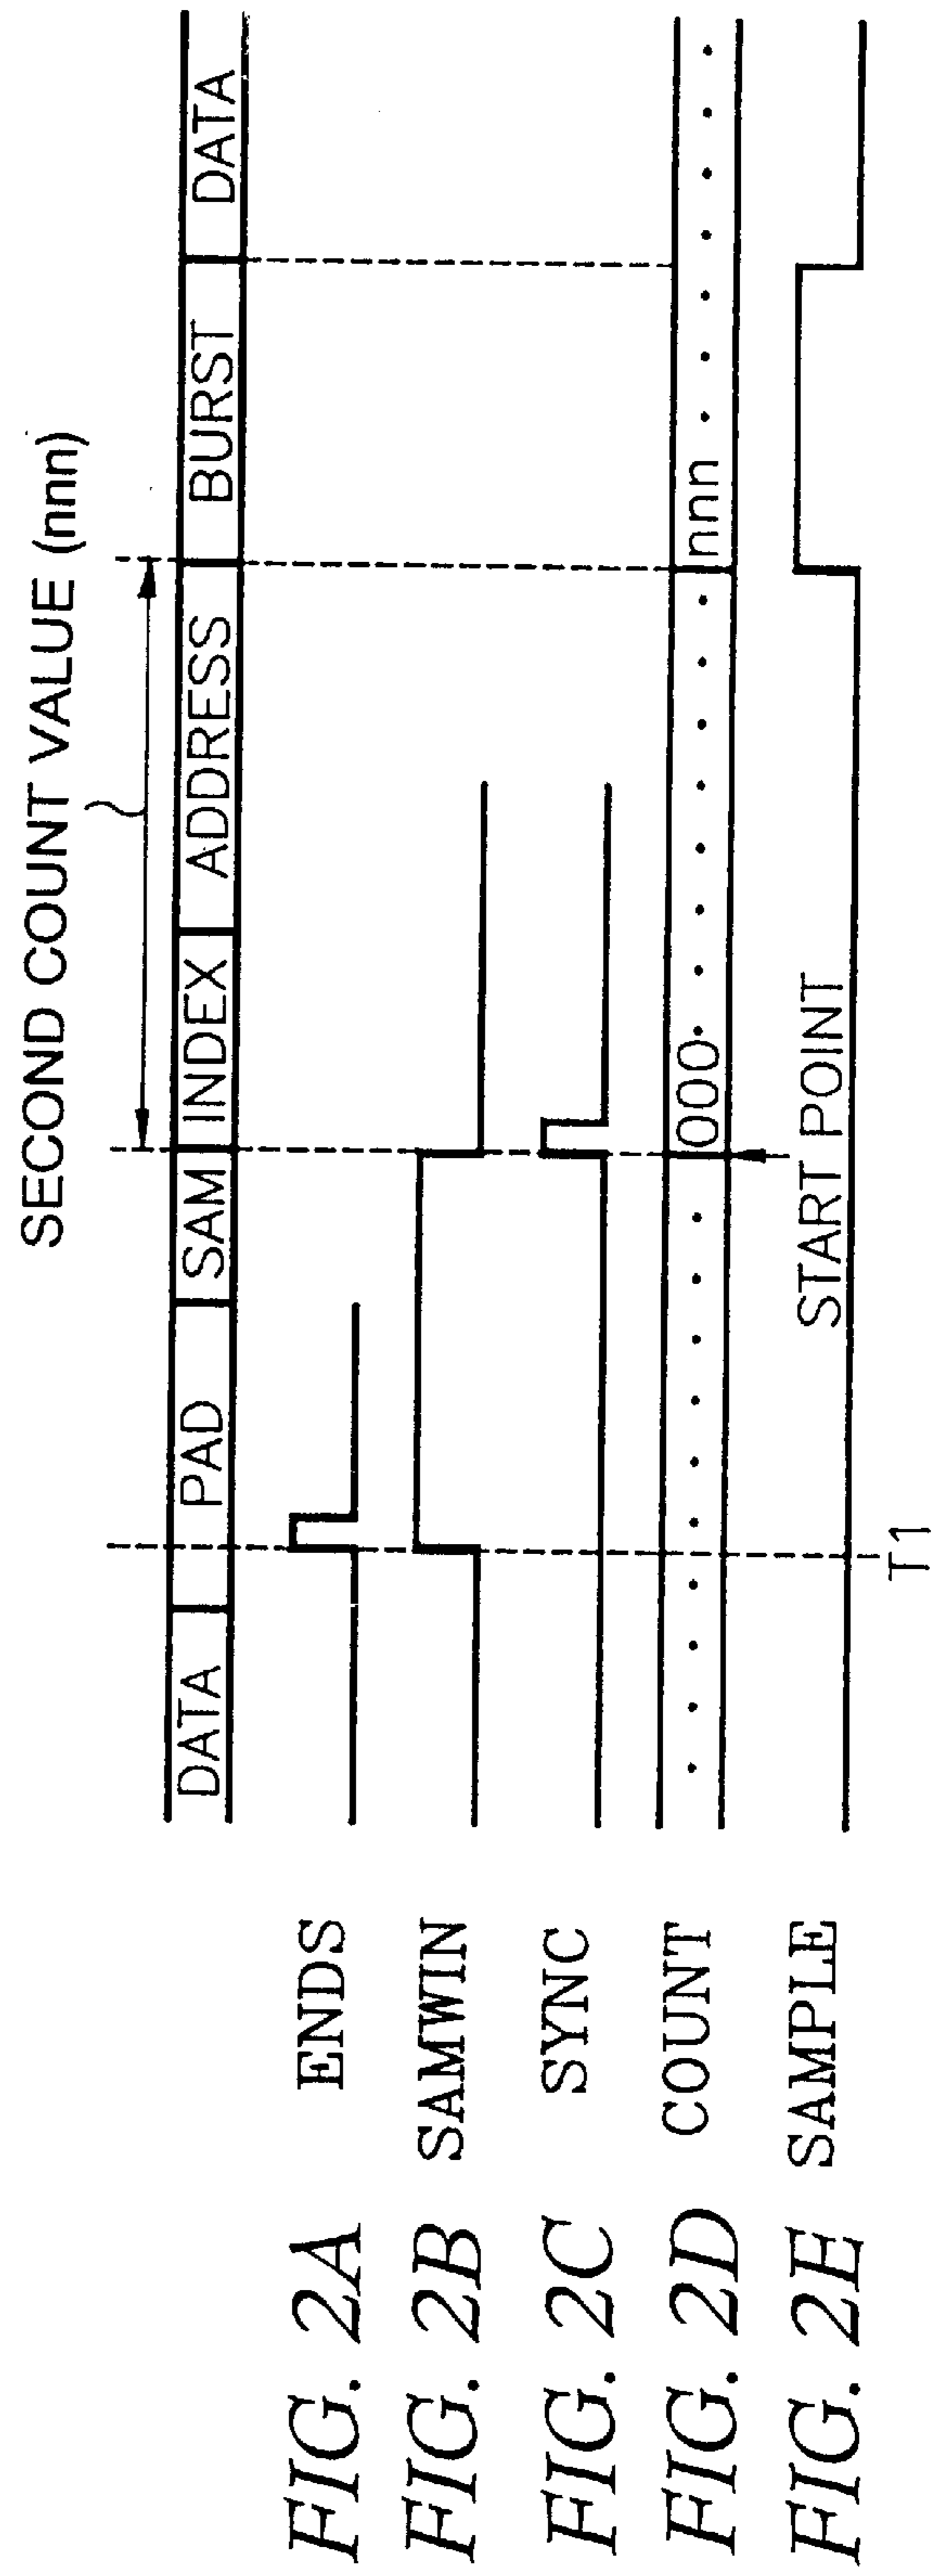 SECOND COUNT VALUE (nnn)
DATA PAD SAM INDEX ADDRESS BURST DATA
FIG. 2A ENDS
FIG. 2B SAMWIN
FIG. 2C SYNC
FIG. 2D COUNT . . . . . . . . . . 000. . . . . . . . nnn . . . . . . .
START POINT
FIG. 2E SAMPLE
T1